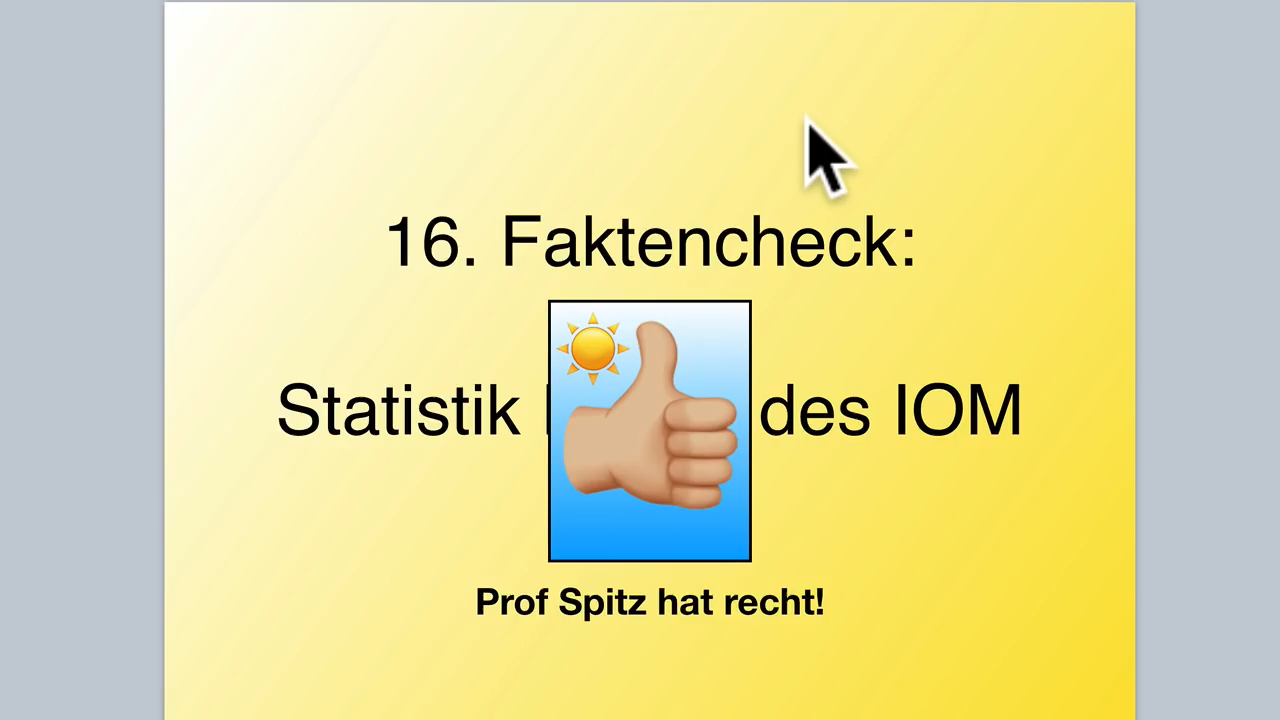 16. Faktencheck:
Statistik des IOM
Prof Spitz hat recht!